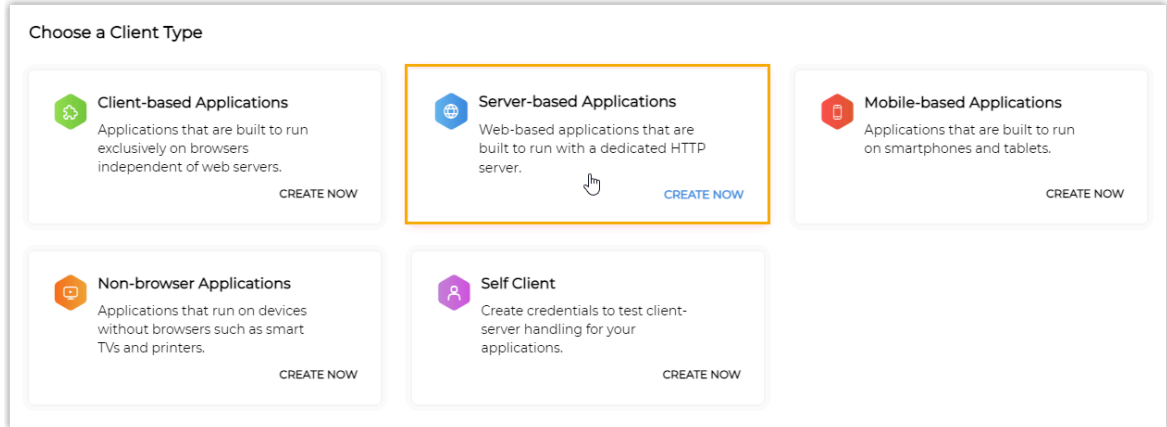 Choose a Client Type
Client-based Applications
Applications that are built to run
exclusively on browsers
independent of web servers.
CREATE NOW
Server-based Applications
Web-based applications that are
built to run with a dedicated HTTP
server.
CREATE NOW
Mobile-based Applications
Applications that are built to run
on smartphones and tablets.
CREATE NOW
Non-browser Applications
Applications that run on devices
without browsers such as smart
TVs and printers.
CREATE NOW
Self Client
Create credentials to test client-
server handling for your
applications.
CREATE NOW